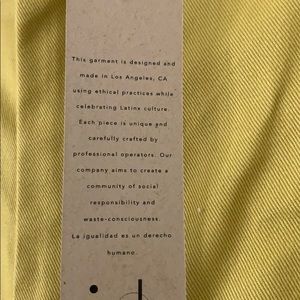 This garment is designed and
made in Los Angeles, CA
using ethical practices while
celebrating Latinx culture.
Each piece is unique and
carefully crafted by
professional operators. Our
company aims to create a
community of social
responsibility and
waste-consciousness.
La igualdad es un derecho
humano.